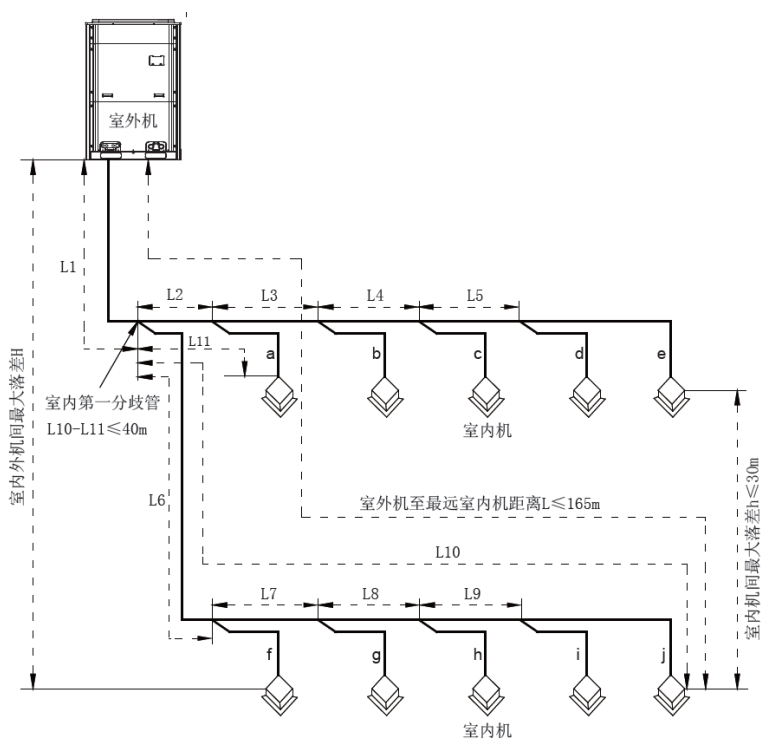 室外机
L1
L2
L3
L4
L5
L11
a
b
c
d
e
室内第一分歧管
L10-L11≤40m
室内机
室内外机间最大落差H
L6
室外机至最远室内机距离L≤165m
室内机间最大落差h≤30m
L10
L7
L8
L9
f
g
h
i
j
室内机